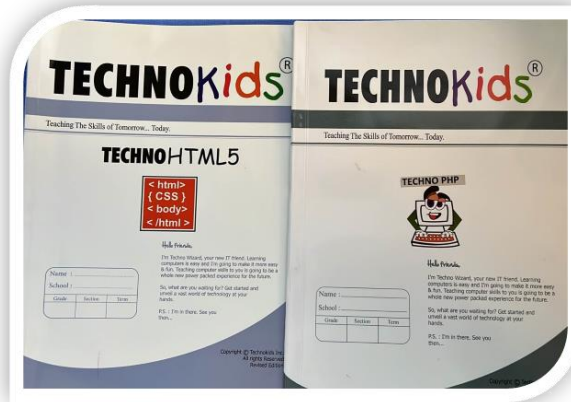 TECHNOKids®
Teaching The Skills of Tomorrow... Today.
TECHNOHTML5
< html>
{ CSS }
< body>
< /html >
Hello Friends,
I'm Techno Wizard, your new IT friend. Learning
computers is easy and I'm going to make it more easy
& fun. Teaching computer skills to you is going to be a
whole new power packed experience for the future.
So, what are you waiting for? Get started and
unveil a vast world of technology at your
hands.
P.S. : I'm in there. See you
then...
Name :
School :
Grade Section Term
Copyright © Technokids Inc
All rights Reserved
Revised Edition
TECHNOKids®
Teaching The Skills of Tomorrow... Today.
TECHNO PHP
Hello Friends,
I'm Techno Wizard, your new IT friend. Learning
computers is easy and I'm going to make it more easy
& fun. Teaching computer skills to you is going to be a
whole new power packed experience for the future.
So, what are you waiting for? Get started and
unveil a vast world of technology at your
hands.
P.S. : I'm in there. See you
then...
Name :
School :
Grade Section Term
Copyright ©